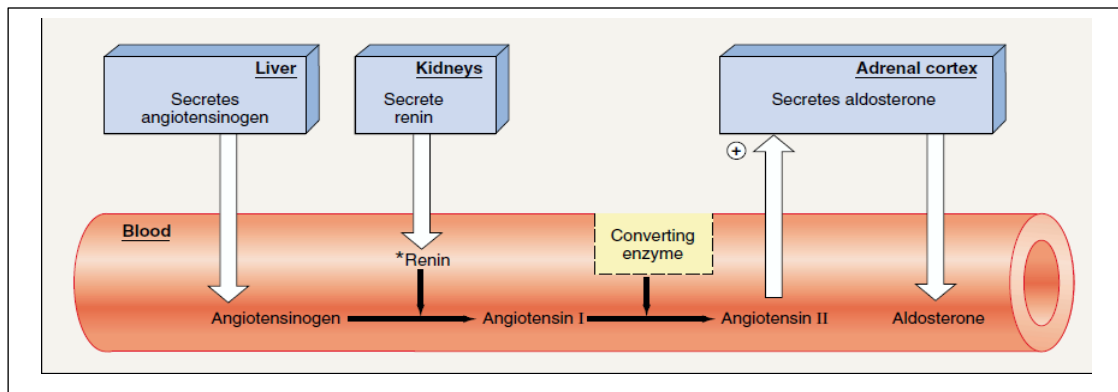 Liver
Secretes
angiotensinogen
Kidneys
Secrete
renin
Adrenal cortex
Secretes aldosterone
+
Blood
*Renin
Converting
enzyme
Angiotensinogen
Angiotensin I
Angiotensin II
Aldosterone